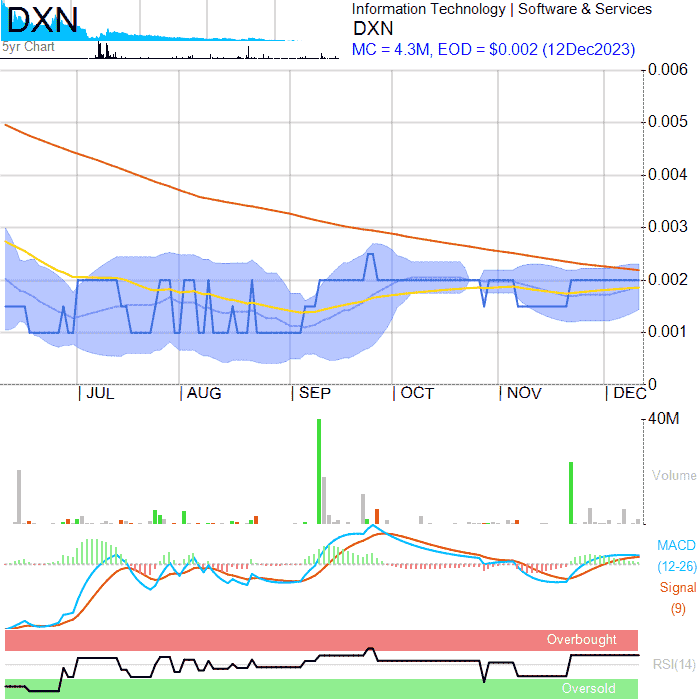 DXN
5yr Chart
Information Technology | Software & Services
DXN
MC = 4.3M, EOD = $0.002 (12Dec2023)
0.006
0.005
0.004
0.003
0.002
0.001
0
| JUL | AUG | SEP | OCT | NOV | DEC
40M
Volume
MACD
(12-26)
Signal
(9)
Overbought
RSI(14)
Oversold